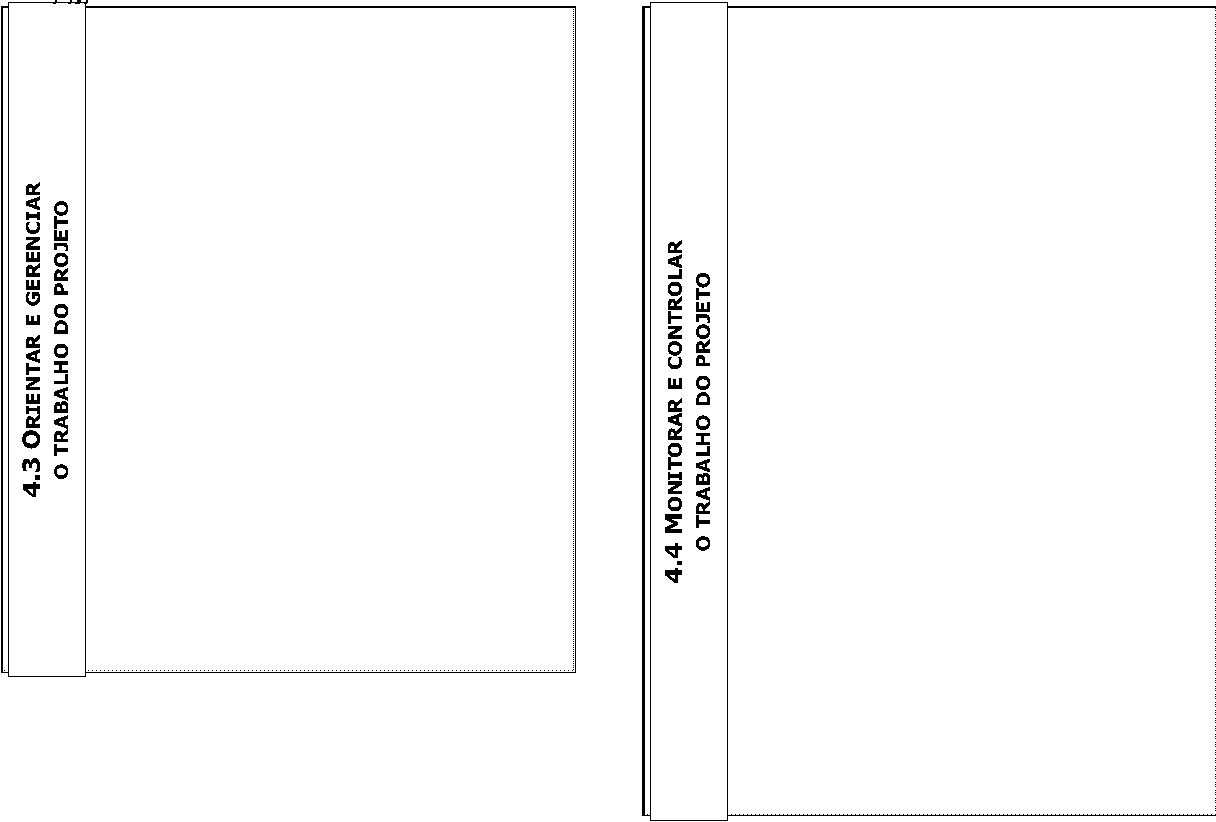 4.3 ORIENTAR E GERENCIAR
O TRABALHO DO PROJETO
4.4 MONITORAR E CONTROLAR
O TRABALHO DO PROJETO